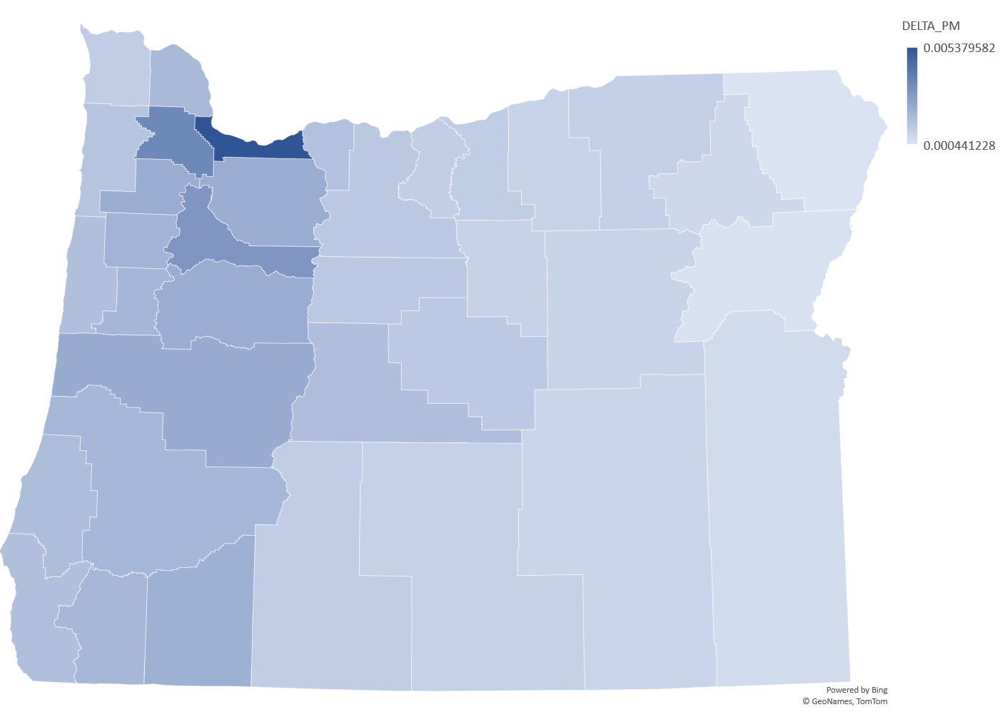 DELTA_PM
0.005379582
0.000441228
Powered by Bing
© GeoNames, TomTom